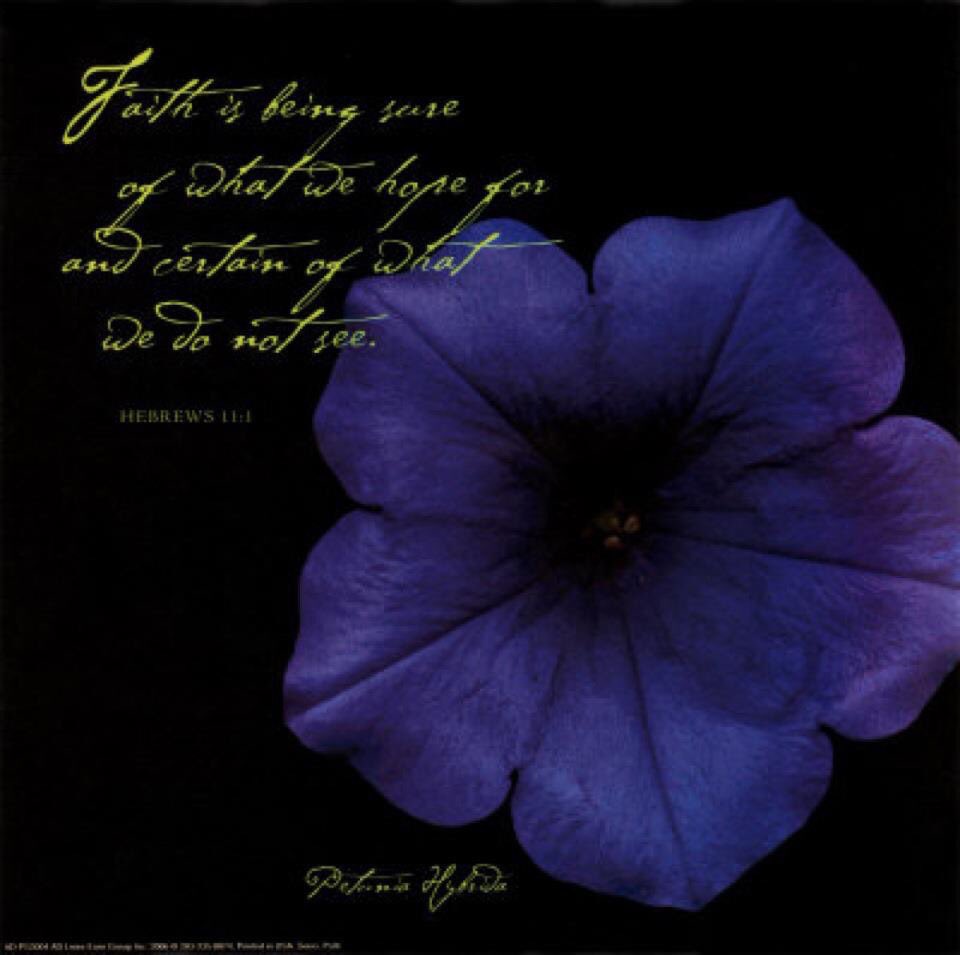 Faith is being sure
of what we hope for
and certain of what
we do not see.
HEBREWS 11:1
Petunia Hybrida